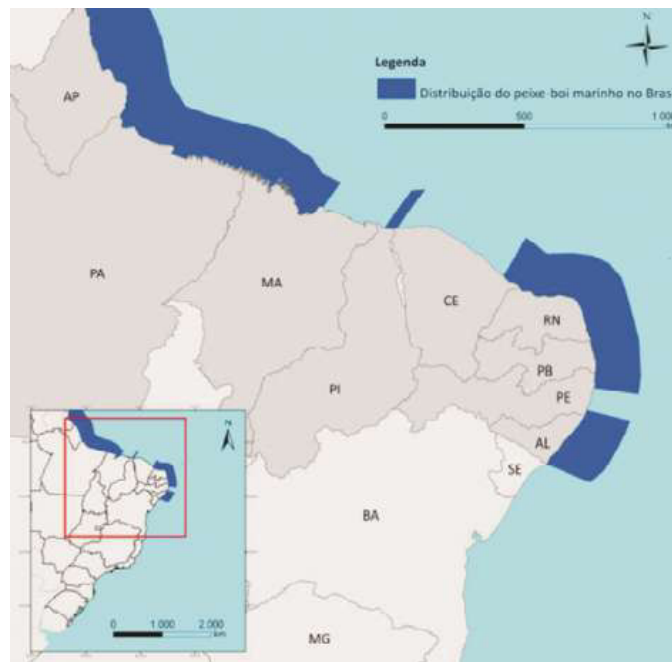 N
Legenda
Distribuição do peixe-boi marinho no Bras
0 500 1 00
AP
PA
MA
CE
RN
PB
PE
PI
AL
SE
BA
MG
N
0 1 000 2 000
km